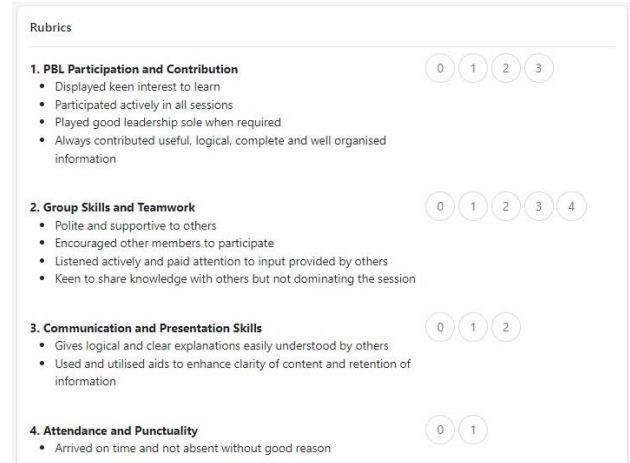 Rubrics
1. PBL Participation and Contribution 0 1 2 3
• Displayed keen interest to learn
• Participated actively in all sessions
• Played good leadership sole when required
• Always contributed useful, logical, complete and well organised
information
2. Group Skills and Teamwork 0 1 2 3 4
• Polite and supportive to others
• Encouraged other members to participate
• Listened actively and paid attention to input provided by others
• Keen to share knowledge with others but not dominating the session
3. Communication and Presentation Skills 0 1 2
• Gives logical and clear explanations easily understood by others
• Used and utilised aids to enhance clarity of content and retention of
information
4. Attendance and Punctuality 0 1
• Arrived on time and not absent without good reason